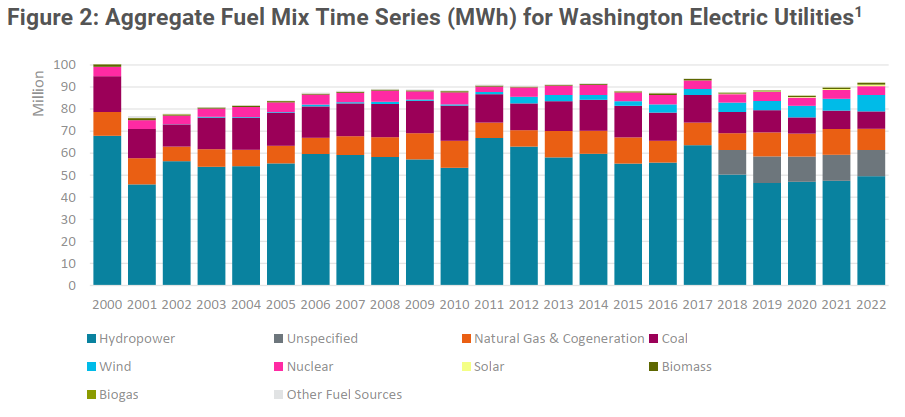 Figure 2: Aggregate Fuel Mix Time Series (MWh) for Washington Electric Utilities¹
Million
100
90
80
70
60
50
40
30
20
10
0
2000 2001 2002 2003 2004 2005 2006 2007 2008 2009 2010 2011 2012 2013 2014 2015 2016 2017 2018 2019 2020 2021 2022
Hydropower Unspecified Natural Gas & Cogeneration Coal
Wind Nuclear Solar Biomass
Biogas Other Fuel Sources